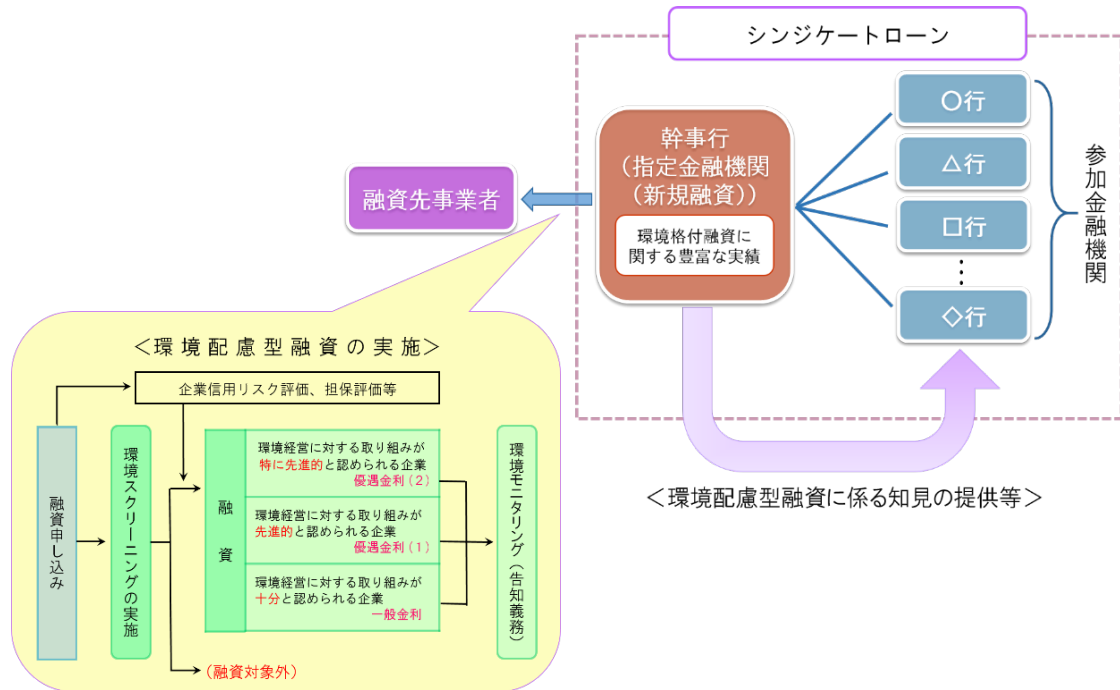 シンジケートローン
幹事行
（指定金融機関
（新規融資））
環境格付融資に
関する豊富な実績
〇行
△行
□行
⋮
◇行
参加金融機関
融資先事業者
＜環境配慮型融資に係る知見の提供等＞
＜環境配慮型融資の実施＞
企業信用リスク評価、担保評価等
融資申し込み
環境スクリーニングの実施
融資
環境経営に対する取り組みが
特に先進的と認められる企業
優遇金利（２）
環境経営に対する取り組みが
先進的と認められる企業
優遇金利（１）
環境経営に対する取り組みが
十分と認められる企業
一般金利
環境モニタリング（告知義務）
（融資対象外）